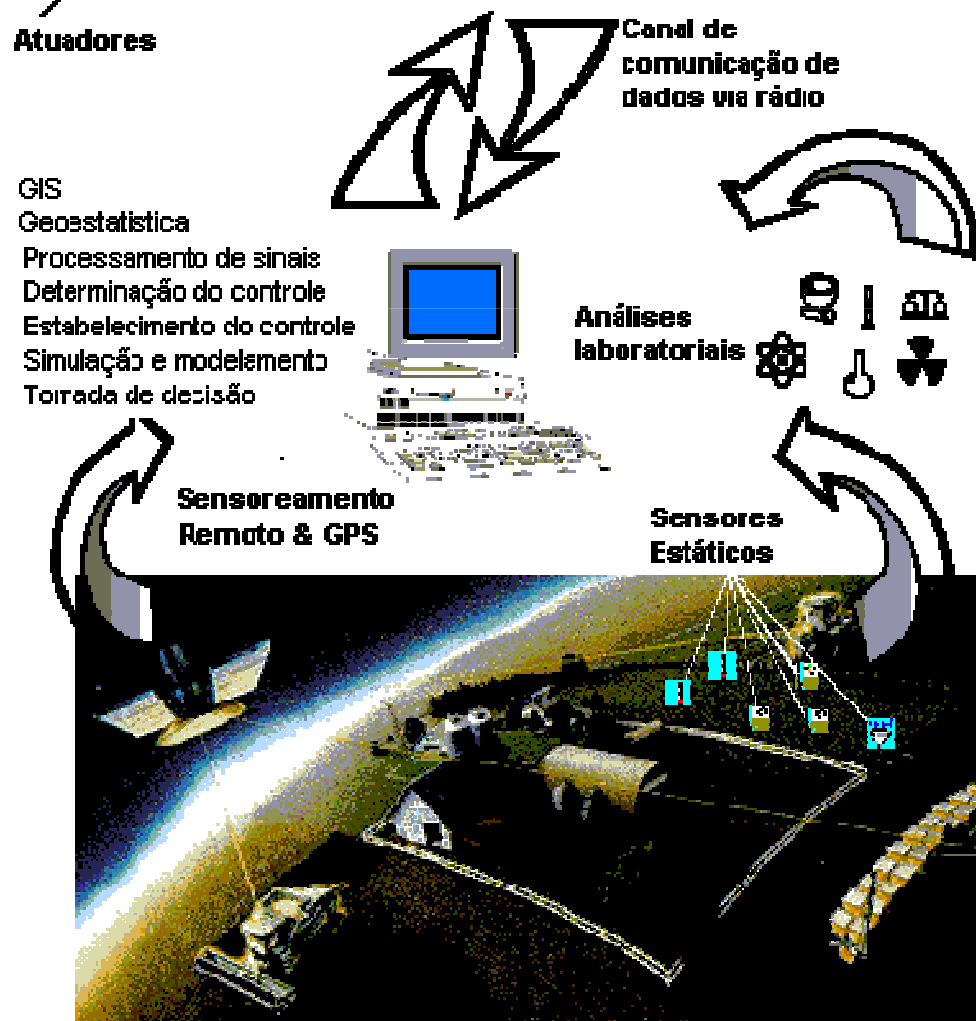 Atuadores
Canal de
comunicação de
dados via rádio
GIS
Geoestatistica
Processamento de sinais
Determinação do controle
Estabelecimento do controle
Simulação e modelamento
Tomada de decisão
Análises
laboratoriais
Sensoreamento
Remoto & GPS
Sensores
Estáticos